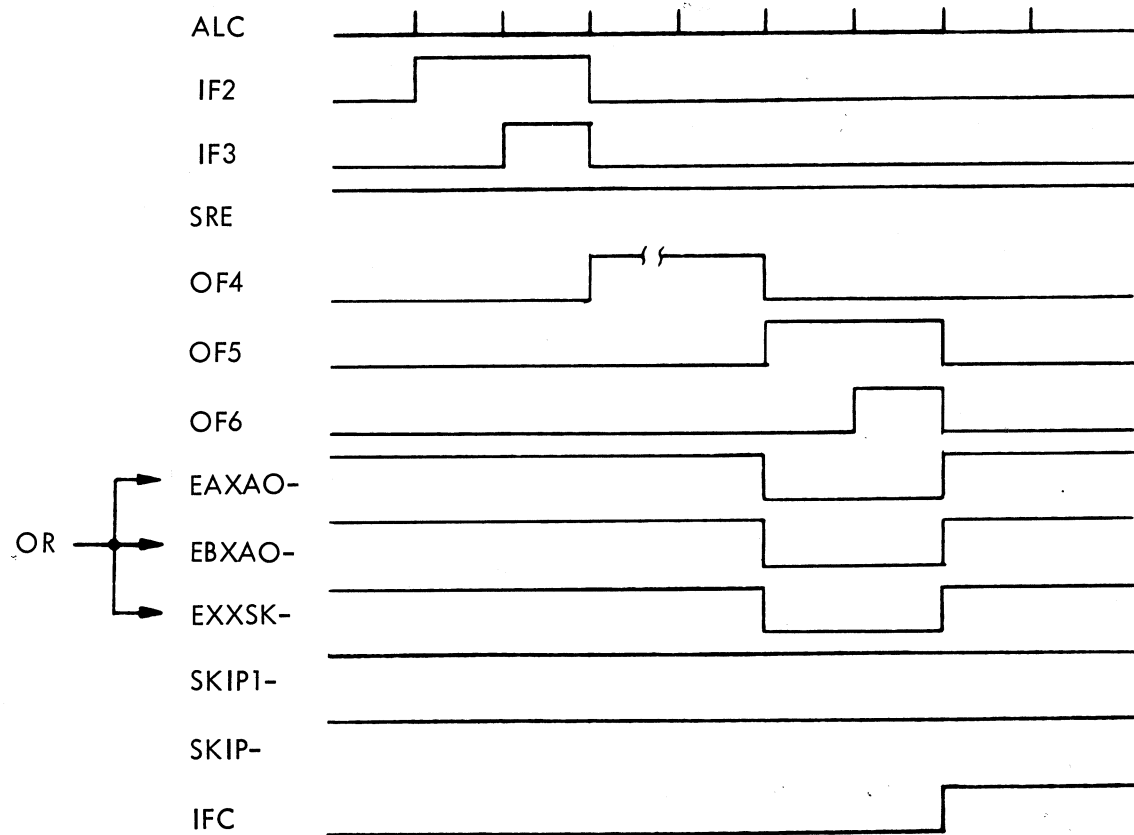 ALC
IF2
IF3
SRE
OF4
OF5
OF6
EAXAO-
OR
EBXAO-
EXXSK-
SKIP1-
SKIP-
IFC